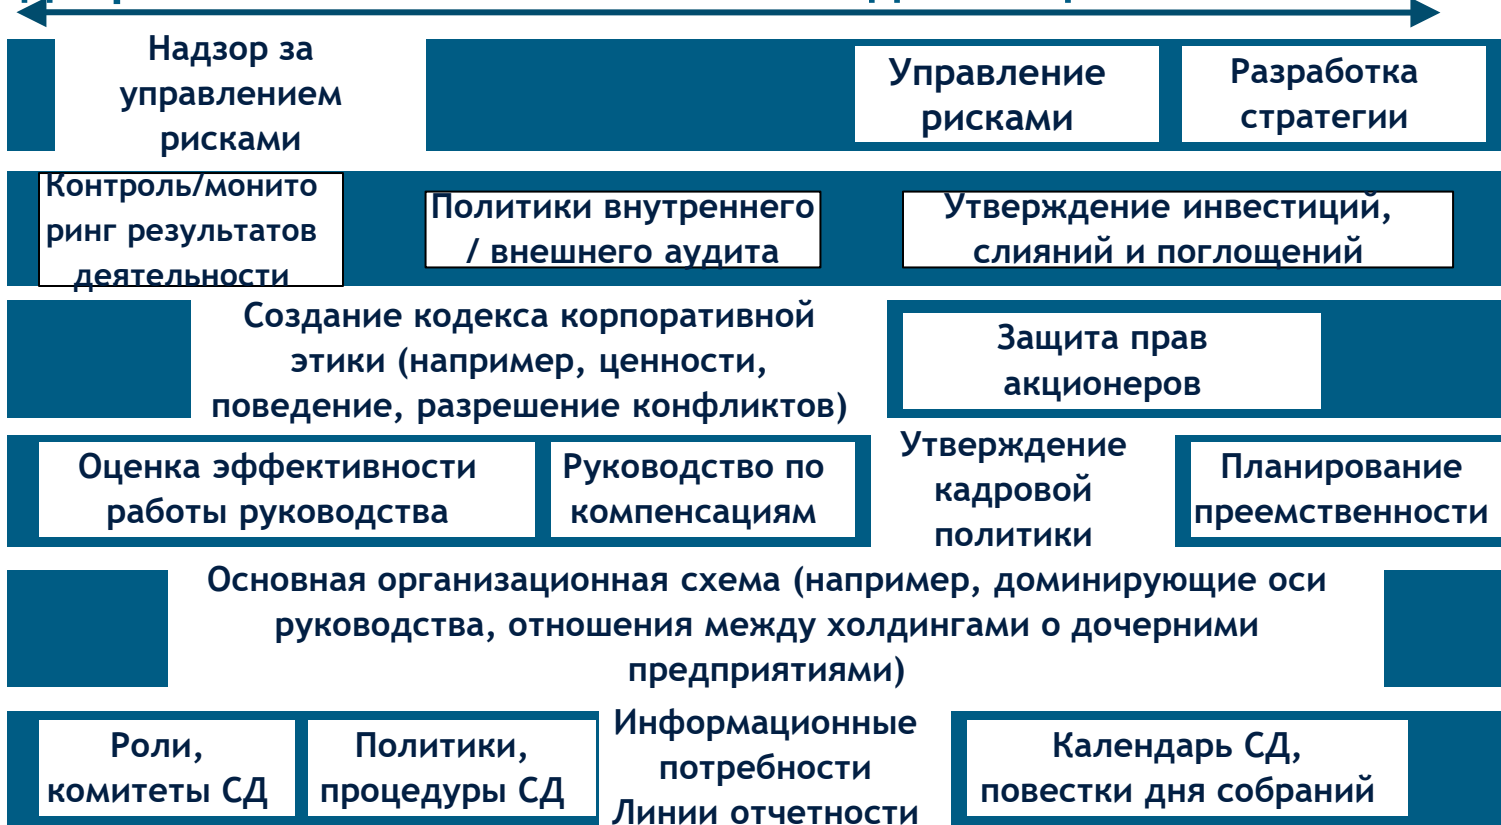 Надзор за
управлением
рисками
Управление
рисками
Разработка
стратегии
Контроль/монито
ринг результатов
деятельности
Политики внутреннего
/ внешнего аудита
Утверждение инвестиций,
слияний и поглощений
Создание кодекса корпоративной
этики (например, ценности,
поведение, разрешение конфликтов)
Защита прав
акционеров
Оценка эффективности
работы руководства
Руководство по
компенсациям
Утверждение
кадровой
политики
Планирование
преемственности
Основная организационная схема (например, доминирующие оси
руководства, отношения между холдингами о дочерними
предприятиями)
Роли,
комитеты СД
Политики,
процедуры СД
Информационные
потребности
Линии отчетности
Календарь СД,
повестки дня собраний